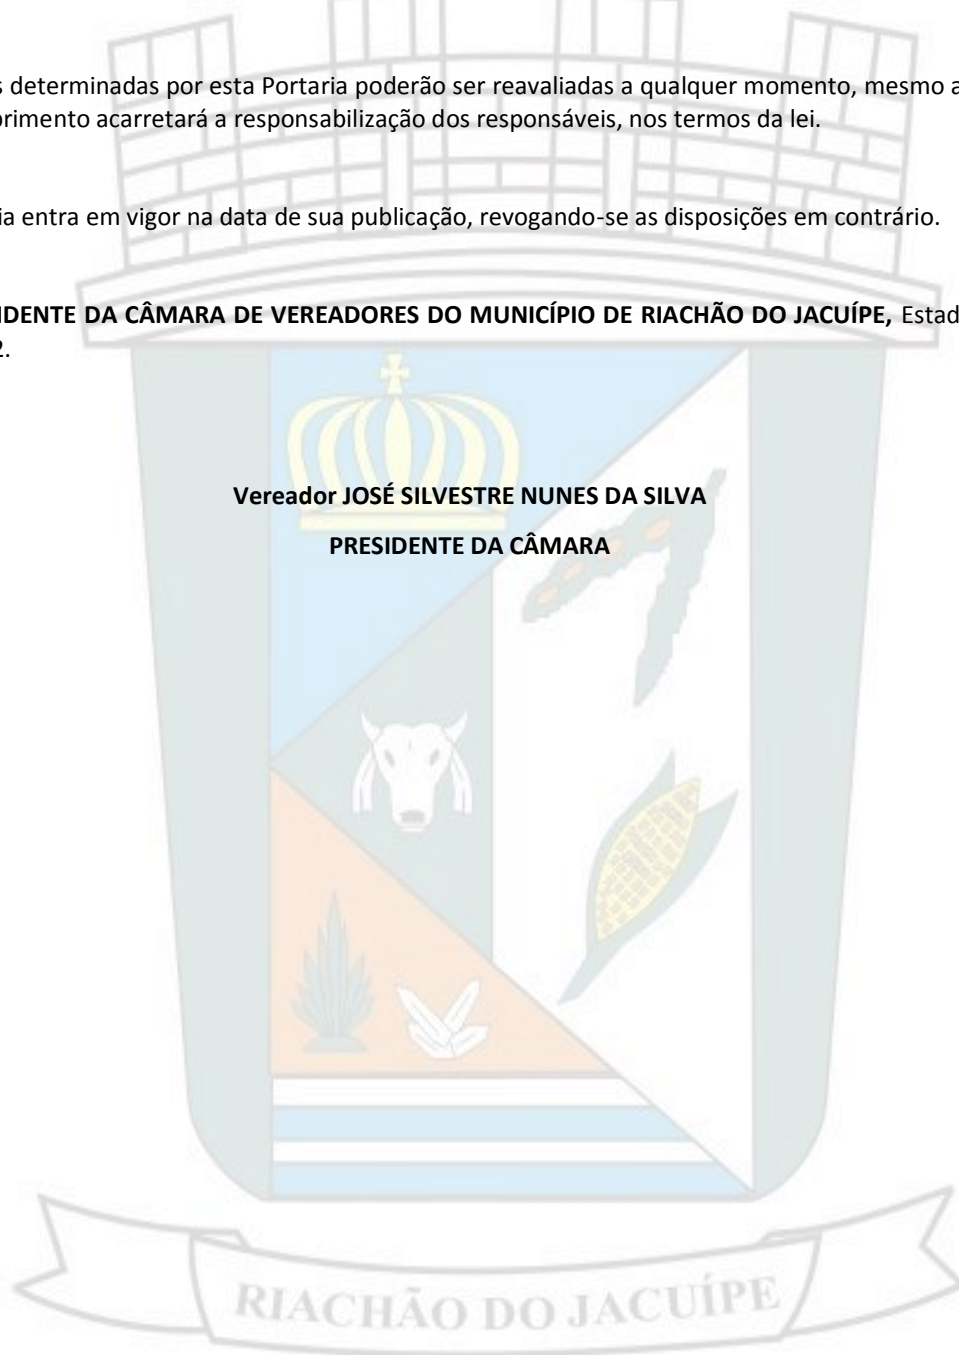 s determinadas por esta Portaria poderão ser reavaliadas a qualquer momento, mesmo a
primento acarretará a responsabilização dos responsáveis, nos termos da lei.
ia entra em vigor na data de sua publicação, revogando-se as disposições em contrário.
IDENTE DA CÂMARA DE VEREADORES DO MUNICÍPIO DE RIACHÃO DO JACUÍPE, Estad
2.
Vereador JOSÉ SILVESTRE NUNES DA SILVA
PRESIDENTE DA CÂMARA
RIACHÃO DO JACUÍPE